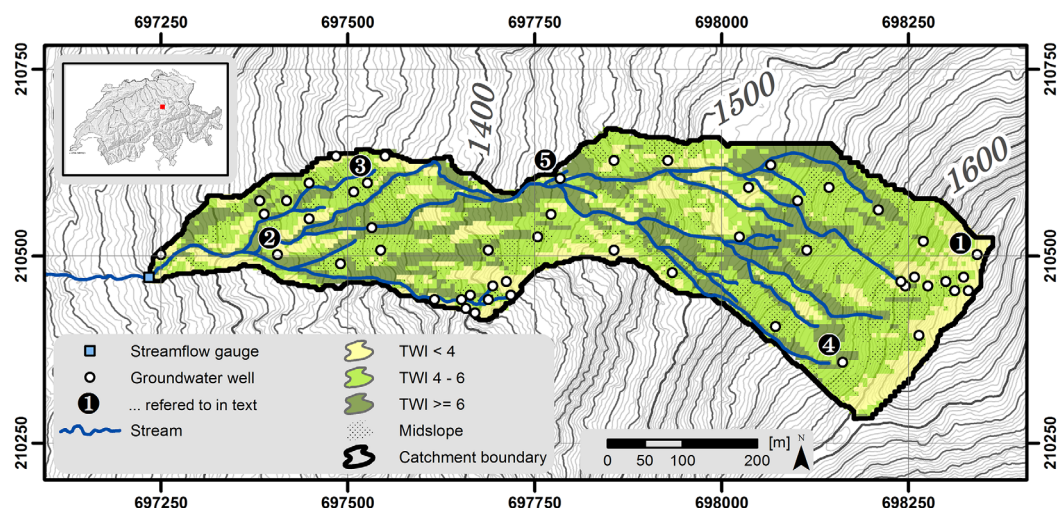 697250 697500 697750 698000 698250
210750
210750
1400
1500
1600
5
3
2
1
4
210500
210500
Streamflow gauge
Groundwater well
1 ... refered to in text
Stream
TWI < 4
TWI 4 - 6
TWI >= 6
Midslope
Catchment boundary
[m]
N
0 50 100 200
210250
210250
697250 697500 697750 698000 698250